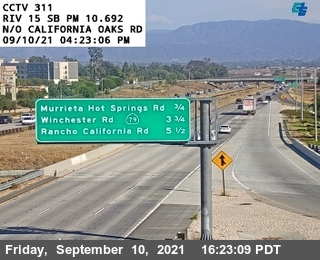 CCTV 311
RIV 15 SB PM 10.692
N/O CALIFORNIA OAKS RD
09/10/21 04:23:06 PM
Murrieta Hot Springs Rd ¾
Winchester Rd 79 3 ¾
Rancho California Rd 5 ½
Friday, September 10, 2021 16:23:09 PDT